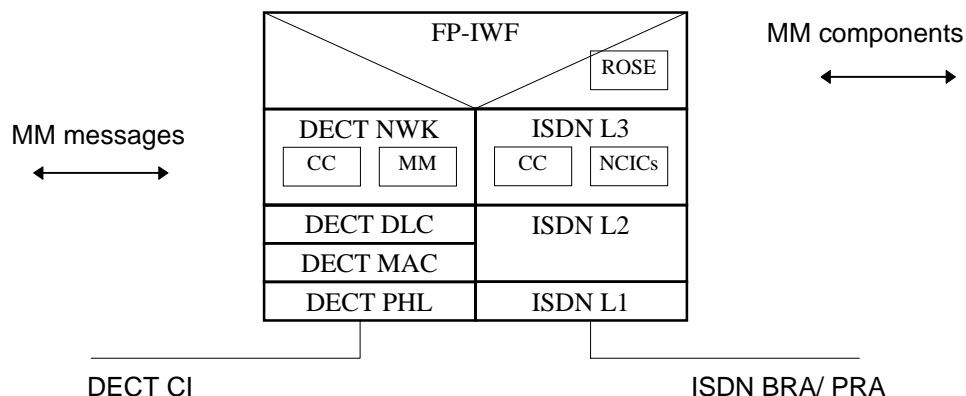 FP-IWF
MM components
ROSE
MM messages
DECT NWK
ISDN L3
CC
MM
CC
NCICs
DECT DLC
ISDN L2
DECT MAC
DECT PHL
ISDN L1
DECT CI
ISDN BRA/ PRA